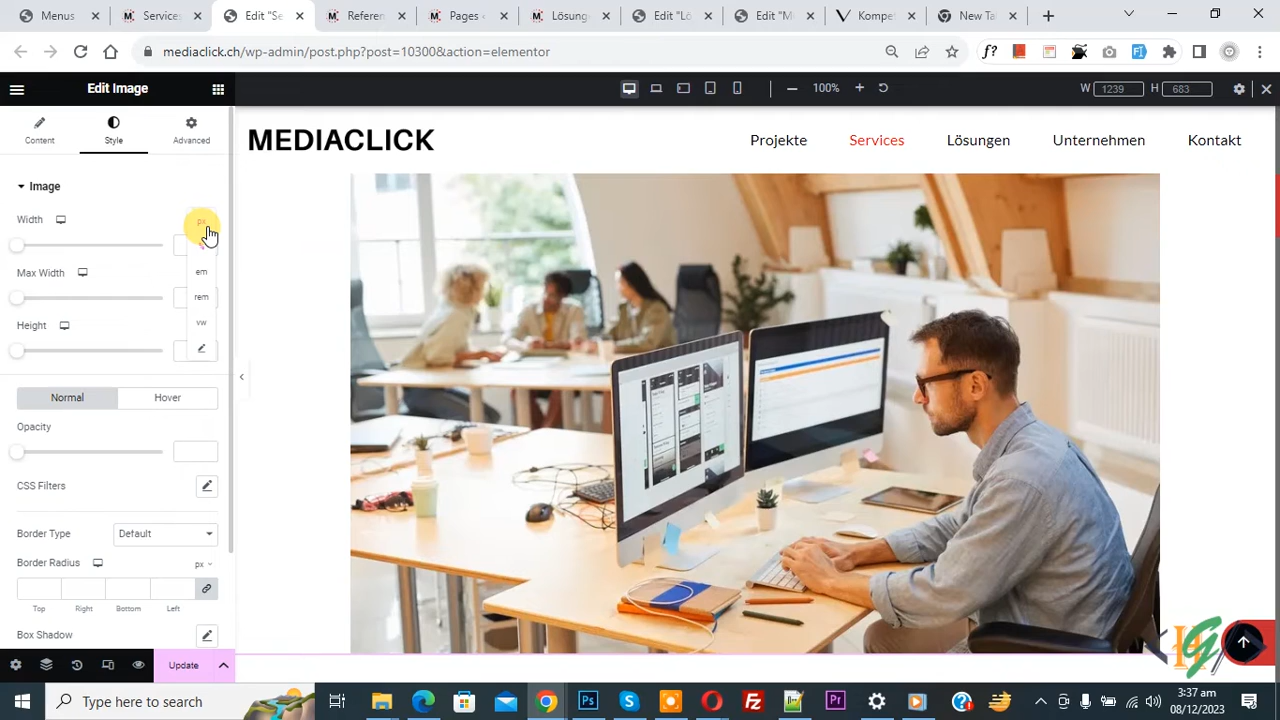 Menus
Services
Edit "Se
Referen
Pages
Lösung
Edit "Lö
Edit "Mi
Kompe
New Ta
mediaclick.ch/wp-admin/post.php?post=10300&action=elementor
f?
Edit Image
100%
W 1239 H 683
Content
Style
Advanced
MEDIACLICK
Projekte
Services
Lösungen
Unternehmen
Kontakt
Image
Width
px
em
Max Width
rem
Height
vw
Normal
Hover
Opacity
CSS Filters
Border Type
Default
Border Radius
px
Top
Right
Bottom
Left
Box Shadow
Update
Type here to search
3:37 am
08/12/2023